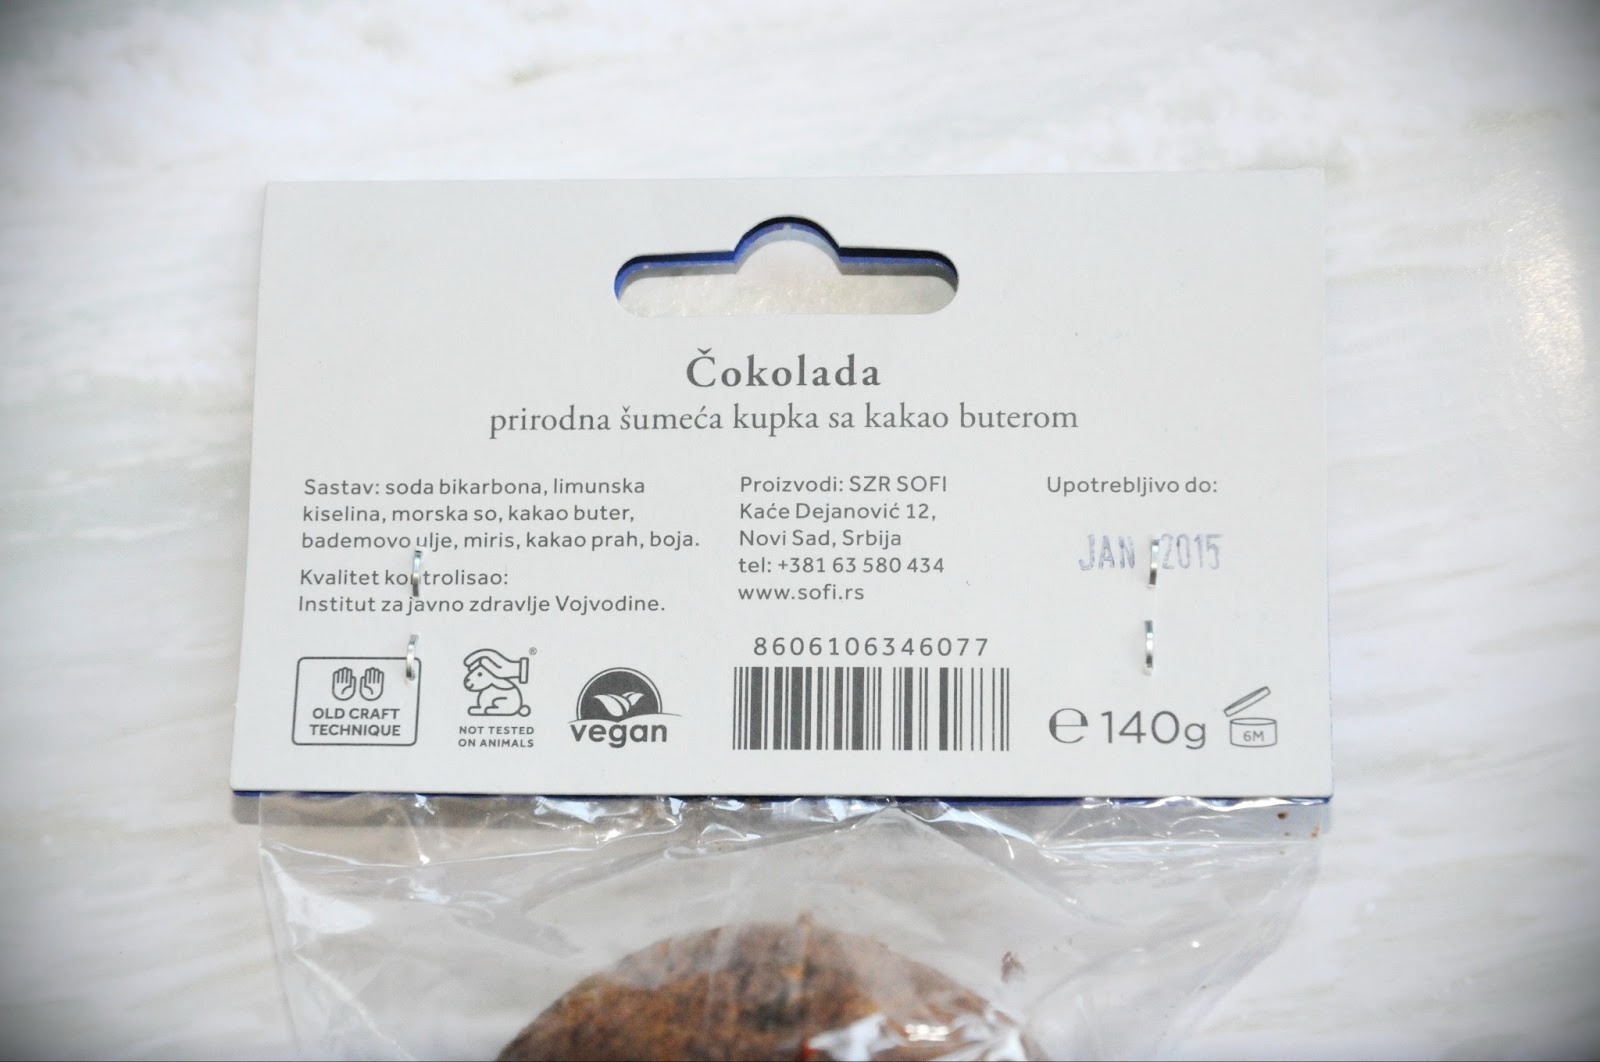 Čokolada
prirodna šumeća kupka sa kakao buterom
Sastav: soda bikarbona, limunska
kiselina, morska so, kakao buter,
bademovo ulje, miris, kakao prah, boja.
Kvalitet kontrolisao:
Institut za javno zdravlje Vojvodine.
Proizvodi: SZR SOFI
Kaće Dejanović 12,
Novi Sad, Srbija
tel: +381 63 580 434
www.sofi.rs
Upotrebljivo do:
JAN 2015
OLD CRAFT
TECHNIQUE
®
NOT TESTED
ON ANIMALS
vegan
8606106346077
℮ 140g
6M